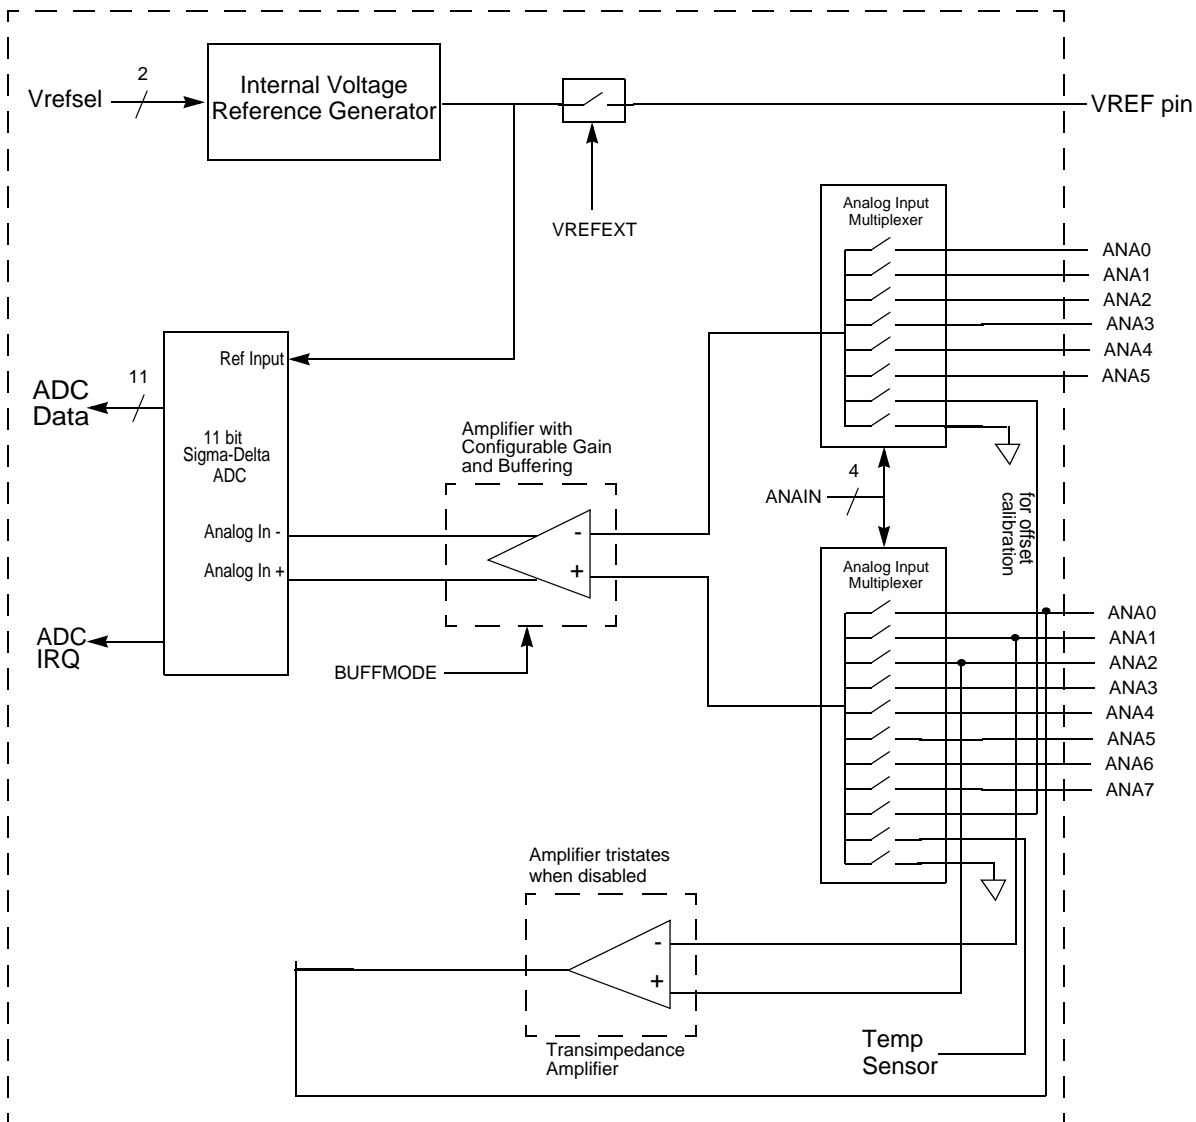 Vrefsel
2
Internal Voltage
Reference Generator
VREF pin
VREFEXT
Analog Input
Multiplexer
ANA0
ANA1
ANA2
ANA3
ANA4
ANA5
Ref Input
11
ADC
Data
11 bit
Sigma-Delta
ADC
Amplifier with
Configurable Gain
and Buffering
4
ANAIN
for offset
calibration
Analog In -
Analog In +
-
+
Analog Input
Multiplexer
ADC
IRQ
BUFFMODE
ANA0
ANA1
ANA2
ANA3
ANA4
ANA5
ANA6
ANA7
Amplifier tristates
when disabled
-
+
Transimpedance
Amplifier
Temp
Sensor